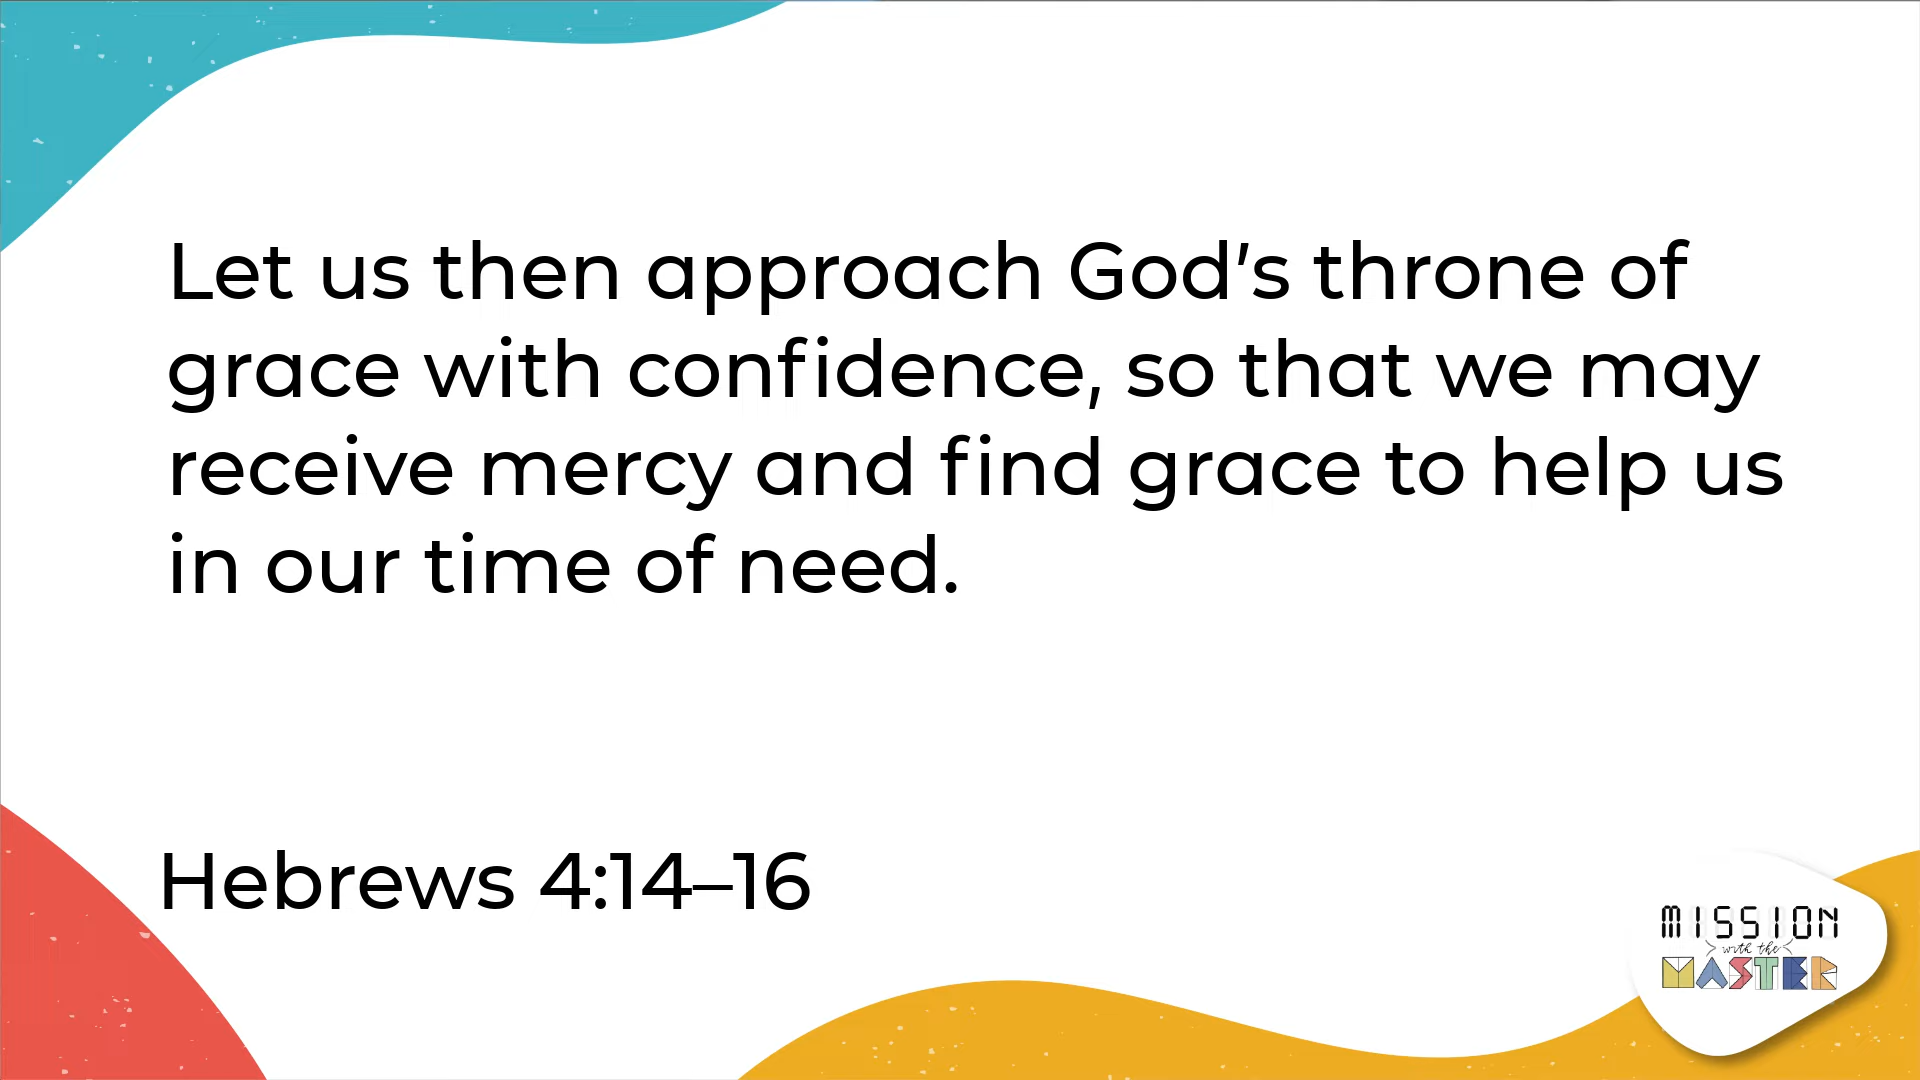 Let us then approach God’s throne of
grace with confidence, so that we may
receive mercy and find grace to help us
in our time of need.
Hebrews 4:14–16
MISSION
with the
MASTER